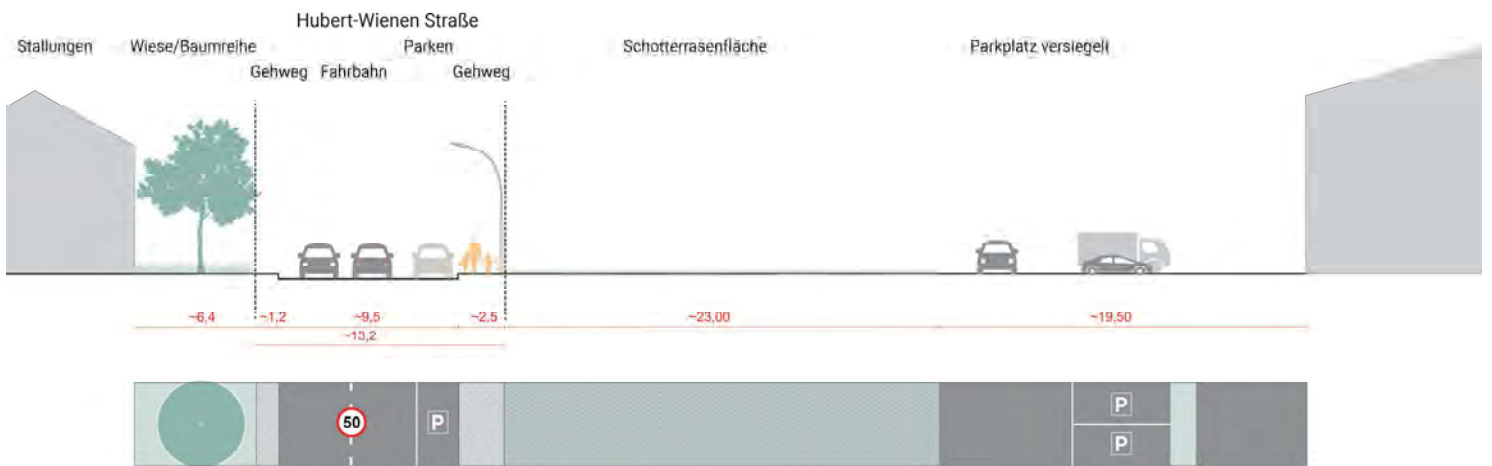 Hubert-Wienen Straße
Stallungen Wiese/Baumreihe Parken Schotterrasenfläche Parkplatz versiegelt
Gehweg Fahrbahn Gehweg
~6,4 ~1,2 ~9,5 ~2,5 ~23,00 ~19,50
~13,2
P
50 P
P